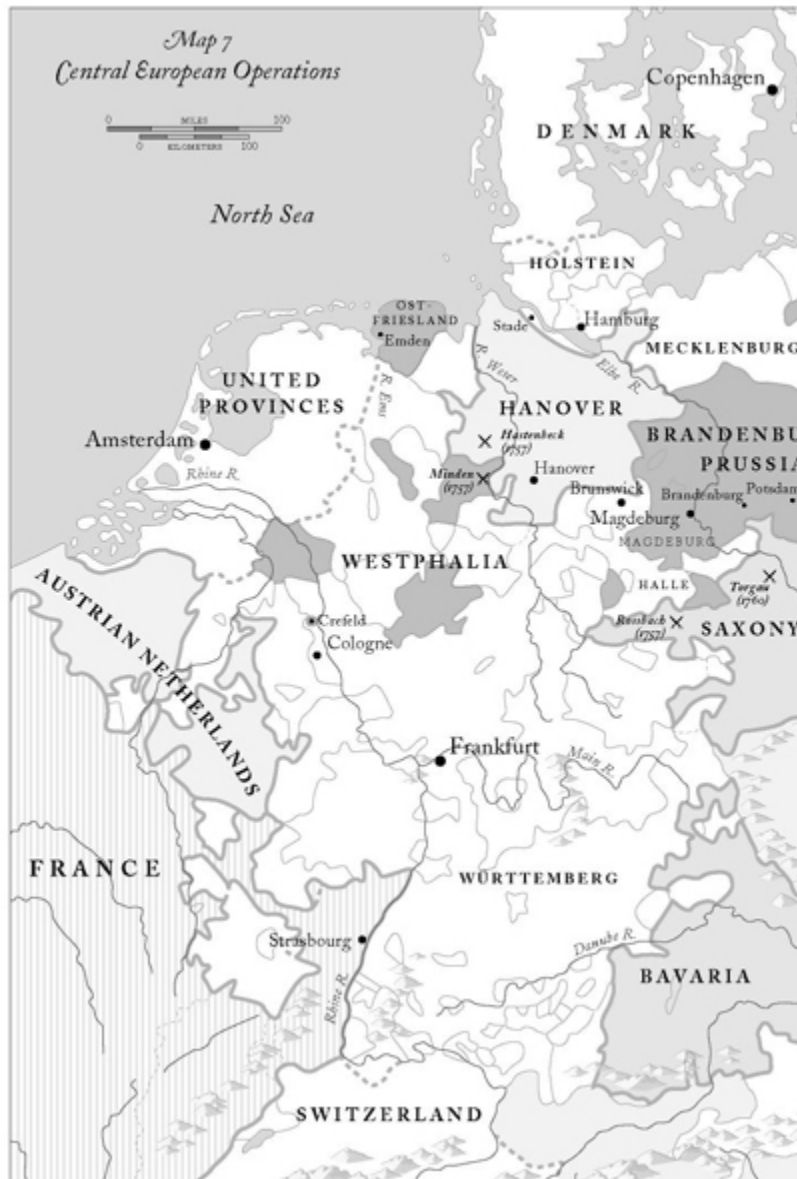 Map 7
Central European Operations
0 MILES 100
0 KILOMETERS 100
Copenhagen
DENMARK
North Sea
HOLSTEIN
OST-
FRIESLAND
Emden
Stade
Hamburg
MECKLENBURG
R. Weser
Elbe R.
UNITED
PROVINCES
R. Ems
HANOVER
Amsterdam
Hastenbeck
(1757)
BRANDENBU
PRUSSIA
Rhine R.
Minden
(1757)
Hanover
Brunswick
Brandenburg
Potsdam
Magdeburg
MAGDEBURG
WESTPHALIA
AUSTRIAN NETHERLANDS
HALLE
Torgau
(1760)
Crefeld
Rossbach
(1757)
SAXONY
Cologne
Frankfurt
Main R.
FRANCE
WÜRTTEMBERG
Strasbourg
Danube R.
BAVARIA
Rhine R.
SWITZERLAND